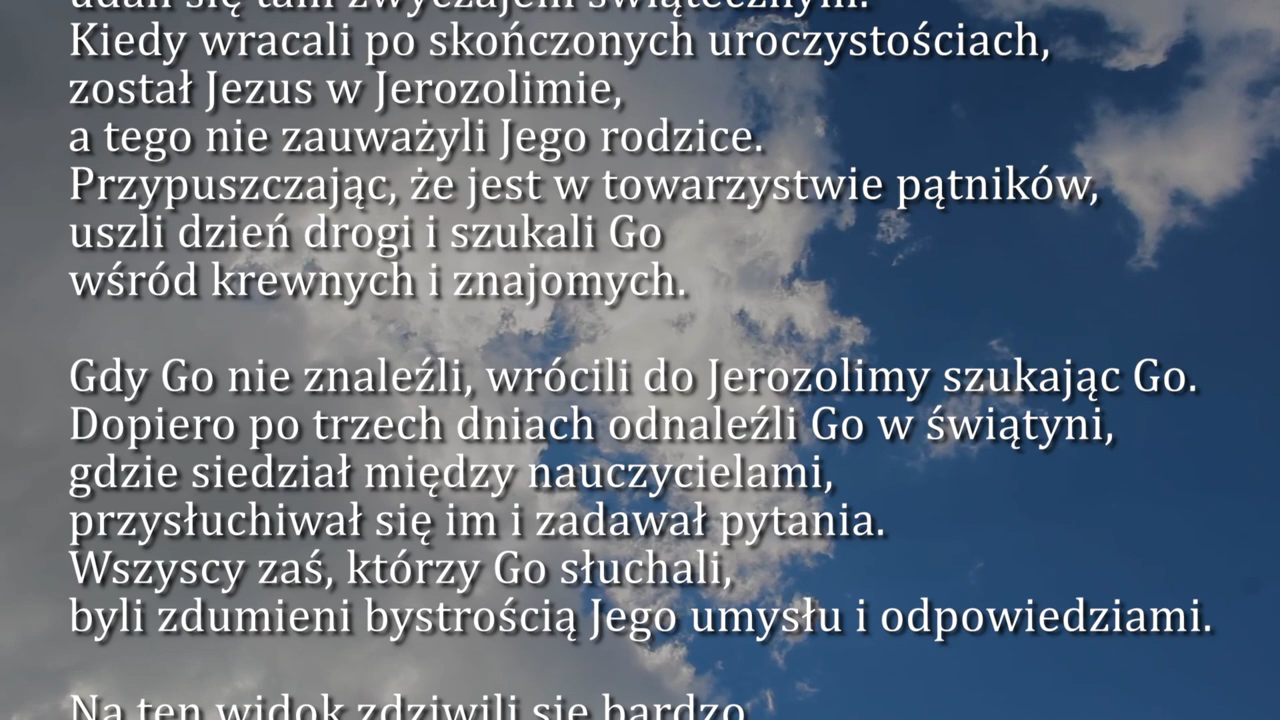 udali się tam zwyczajem świątecznym.
Kiedy wracali po skończonych uroczystościach,
został Jezus w Jerozolimie,
a tego nie zauważyli Jego rodzice.
Przypuszczając, że jest w towarzystwie pątników,
uszli dzień drogi i szukali Go
wśród krewnych i znajomych.
Gdy Go nie znaleźli, wrócili do Jerozolimy szukając Go.
Dopiero po trzech dniach odnaleźli Go w świątyni,
gdzie siedział między nauczycielami,
przysłuchiwał się im i zadawał pytania.
Wszyscy zaś, którzy Go słuchali,
byli zdumieni bystrością Jego umysłu i odpowiedziami.
Na ten widok zdziwili się bardzo